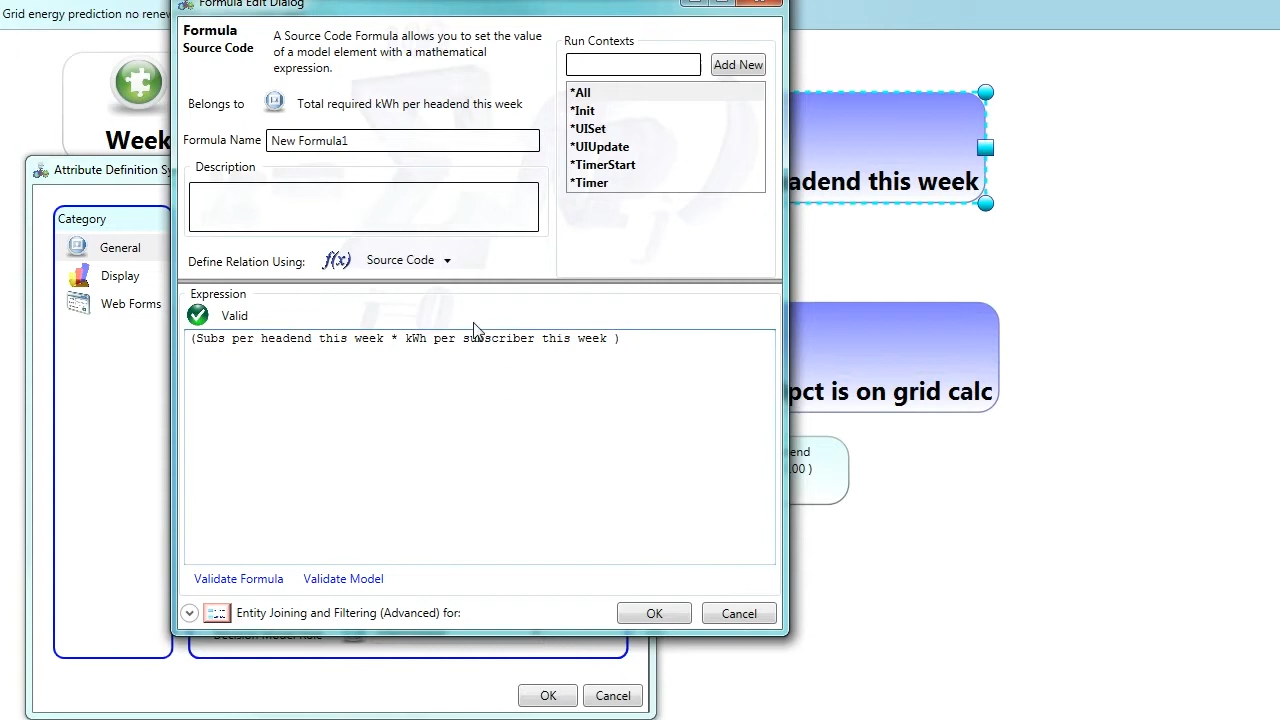 Grid energy prediction no renew
Formula Edit Dialog
Formula
Source Code
A Source Code Formula allows you to set the value
of a model element with a mathematical
expression.
Belongs to
Total required kWh per headend this week
Formula Name
New Formula1
Description
Define Relation Using:
f(x)
Source Code
Run Contexts
Add New
*All
*Init
*UISet
*UIUpdate
*TimerStart
*Timer
Expression
Valid
(Subs per headend this week * kWh per subscriber this week )
Validate Formula
Validate Model
Entity Joining and Filtering (Advanced) for:
OK
Cancel
Week
Attribute Definition Sy
Category
General
Display
Web Forms
Decision Model Role
OK
Cancel
adend this week
pct is on grid calc
end
.00 )